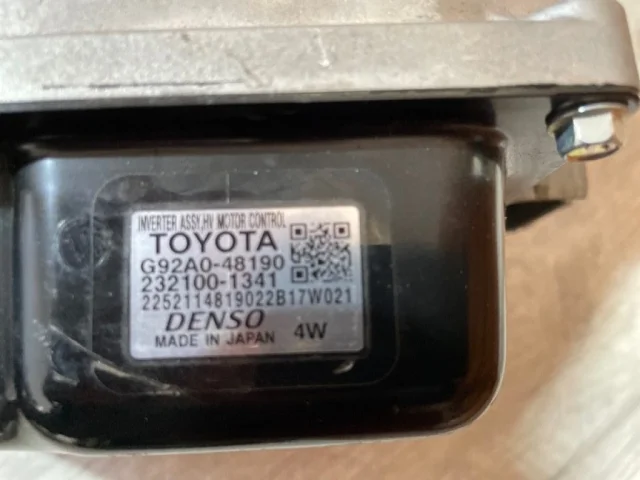 INVERTER ASSY,HV MOTOR CONTROL
TOYOTA
G92A0-48190
232100-1341
2252114819022B17W021
DENSO
MADE IN JAPAN 4W